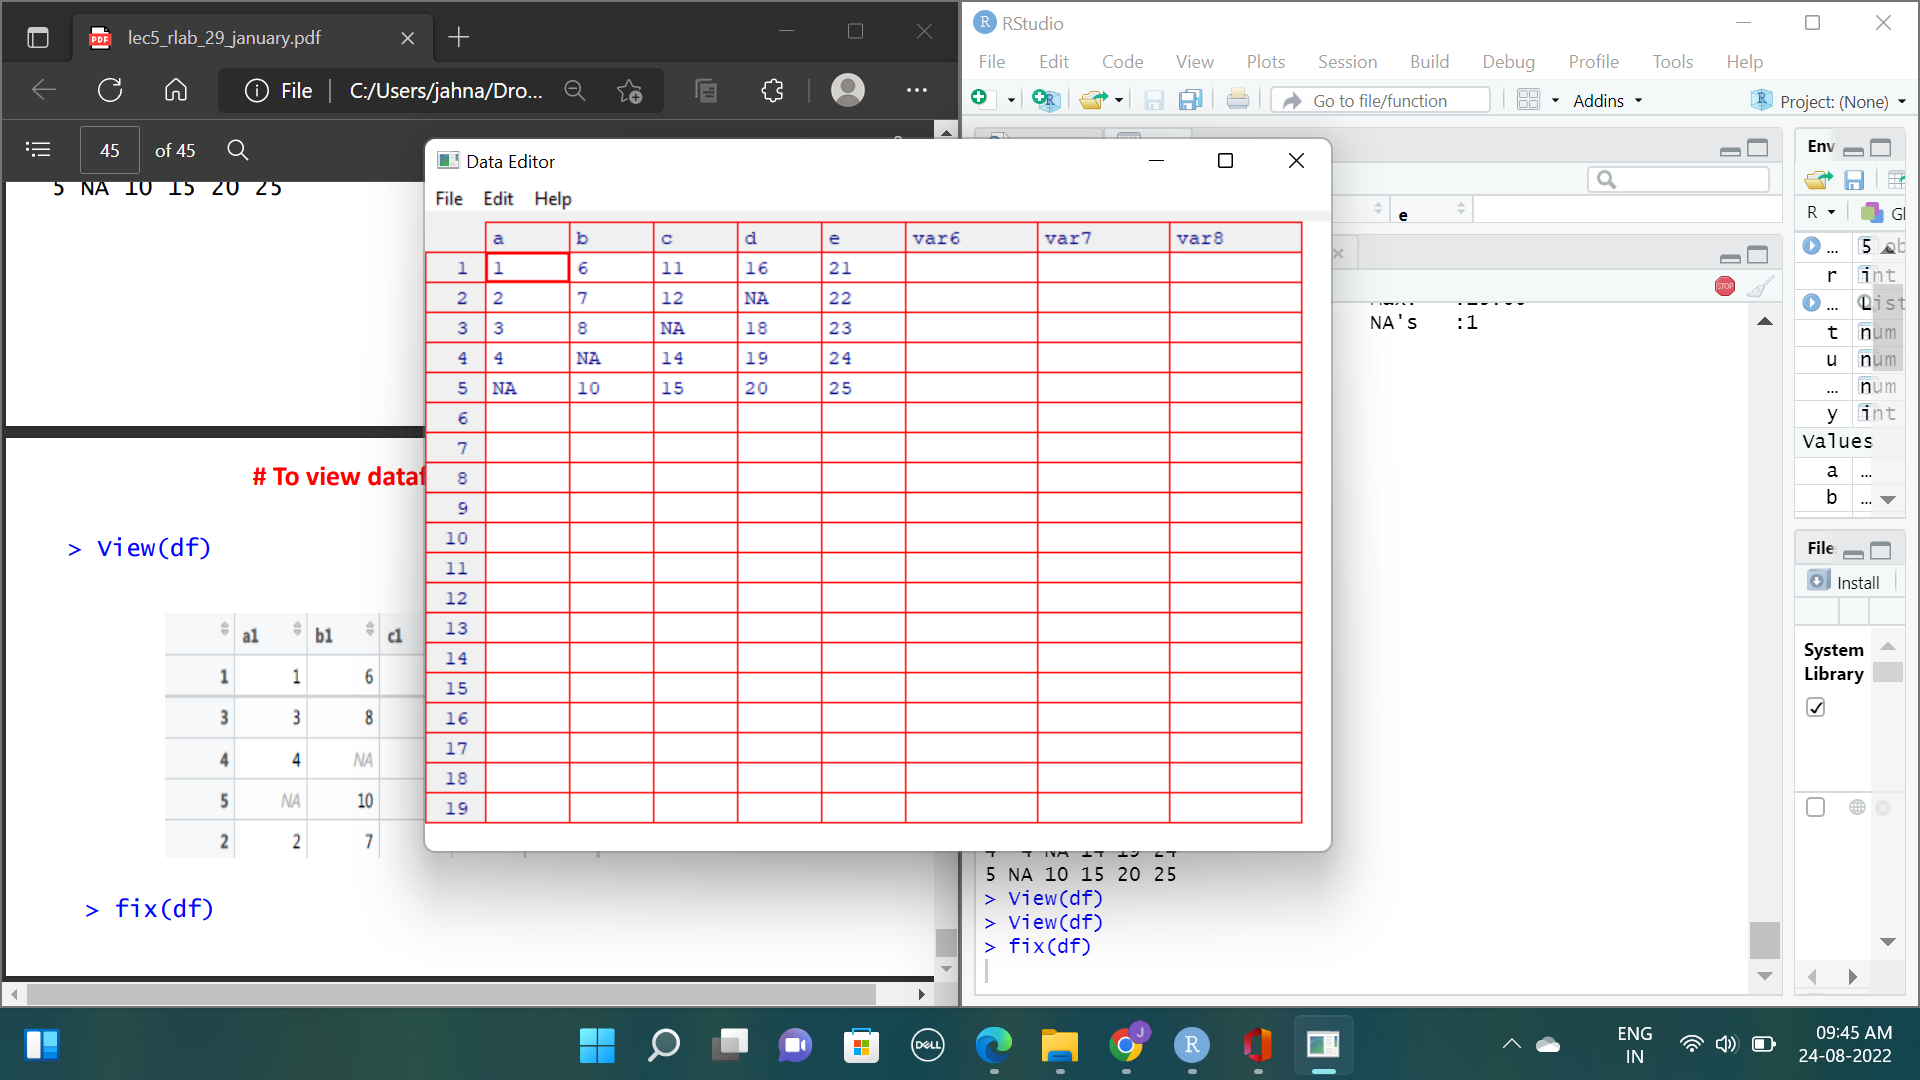 lec5_rlab_29_january.pdf
File
C:/Users/jahna/Dro...
45 of 45
5 NA 10 15 20 25
# To view dataf
> View(df)
a1 b1 c1
1 1 6
3 3 8
4 4 NA
5 NA 10
2 2 7
> fix(df)
Data Editor
File Edit Help
a b c d e var6 var7 var8
1 1 6 11 16 21
2 2 7 12 NA 22
3 3 8 NA 18 23
4 4 NA 14 19 24
5 NA 10 15 20 25
6
7
8
9
10
11
12
13
14
15
16
17
18
19
RStudio
File Edit Code View Plots Session Build Debug Profile Tools Help
Go to file/function
Addins
Project: (None)
e
STOP
NA's :1
4 4 NA 14 19 24
5 NA 10 15 20 25
> View(df)
> View(df)
> fix(df)
Env
R Gl
... 5 ob
r int
... List
t num
u num
... num
y int
Values
a ...
b ...
File
Install
System
Library
DELL
J
R
ENG
IN
09:45 AM
24-08-2022